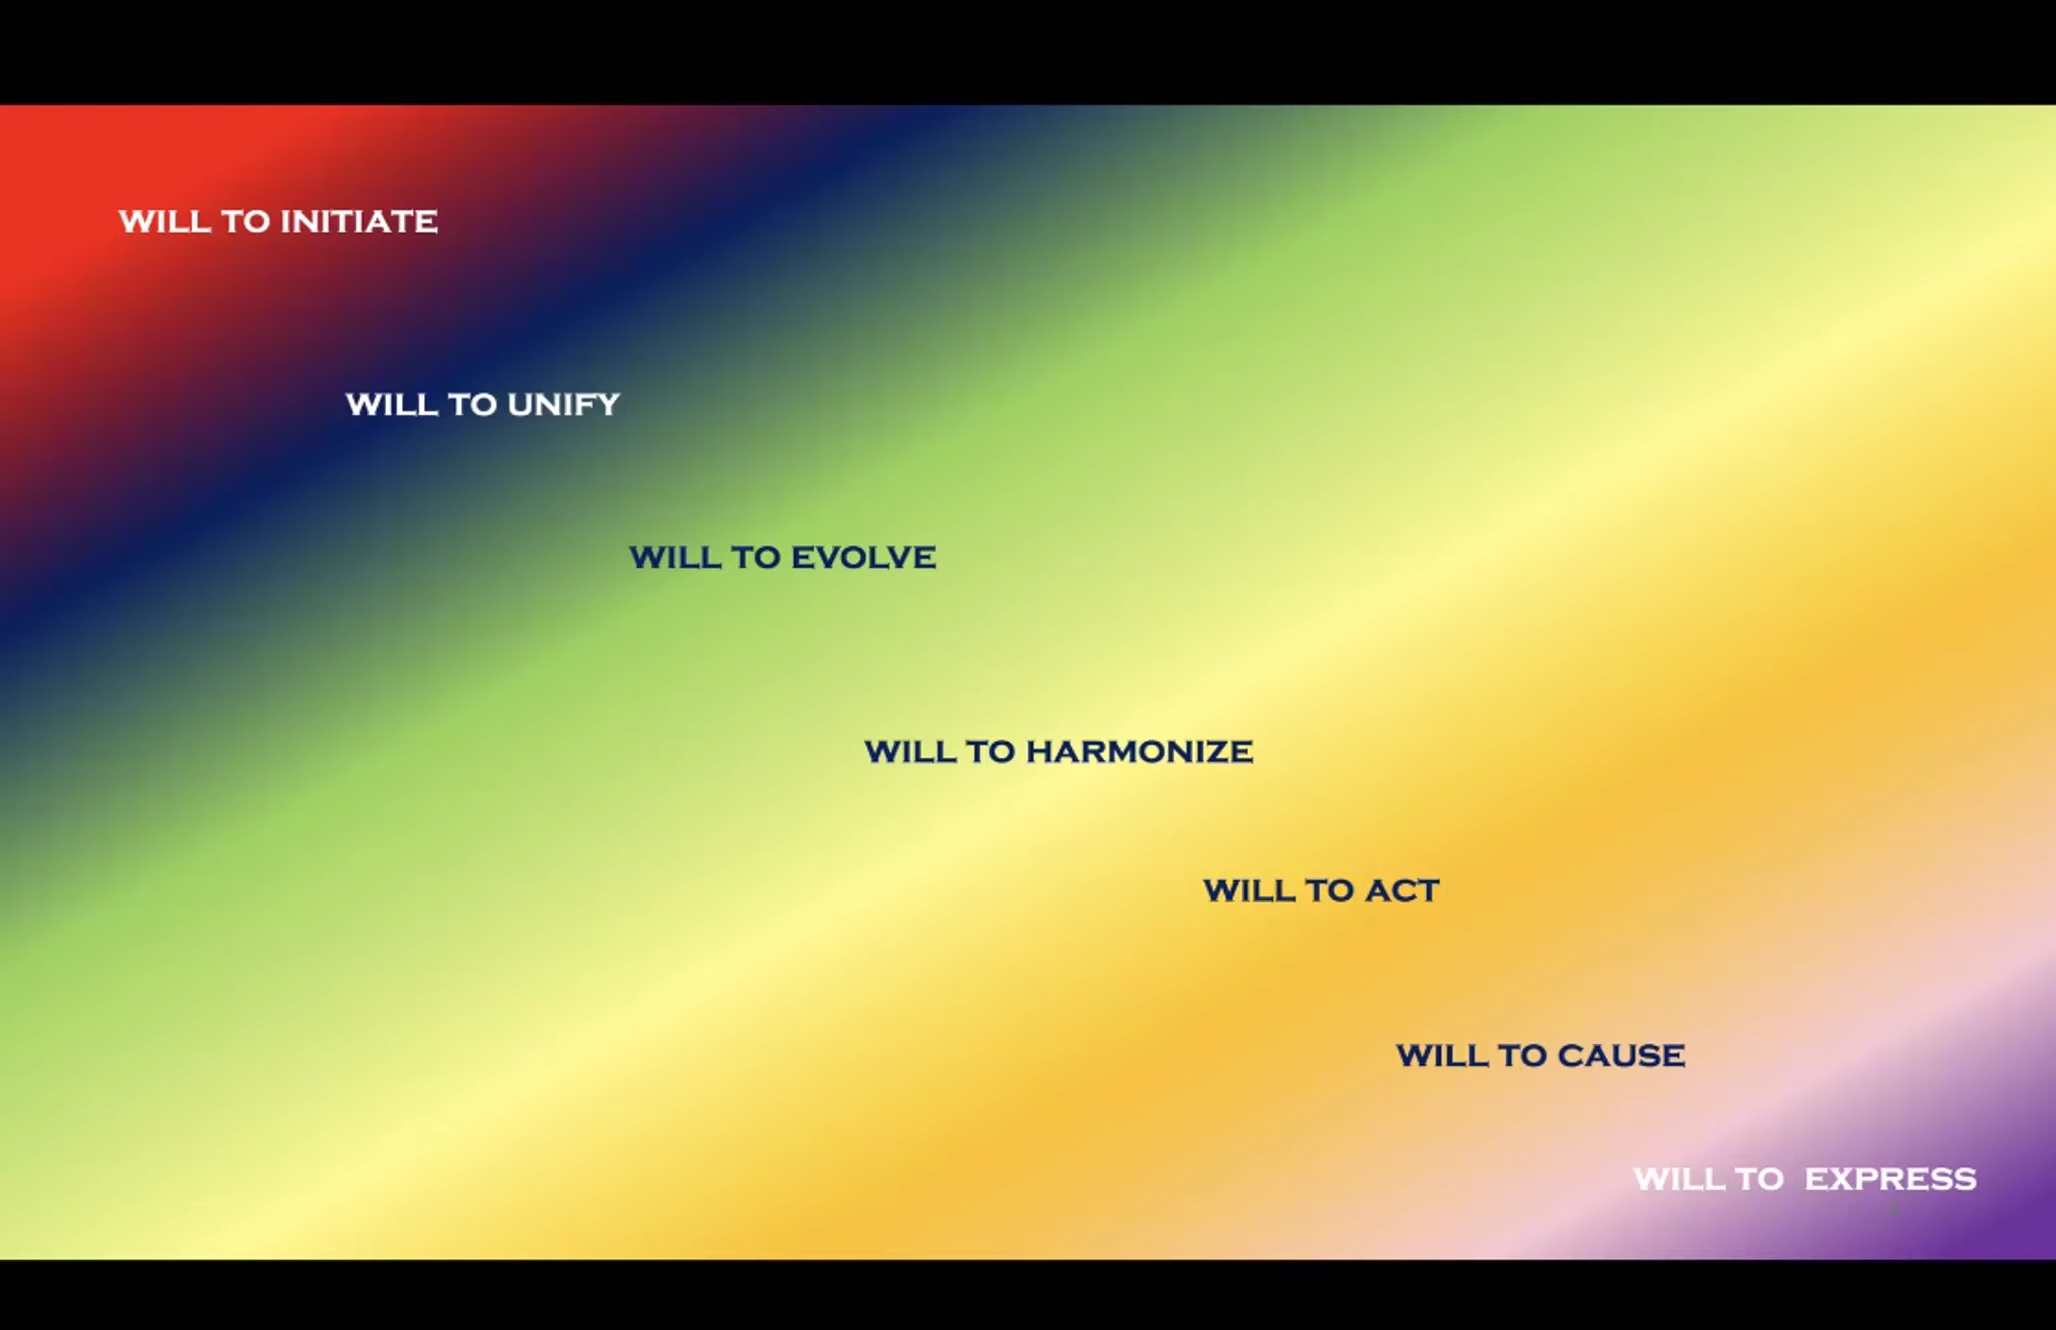 WILL TO INITIATE
WILL TO UNIFY
WILL TO EVOLVE
WILL TO HARMONIZE
WILL TO ACT
WILL TO CAUSE
WILL TO EXPRESS